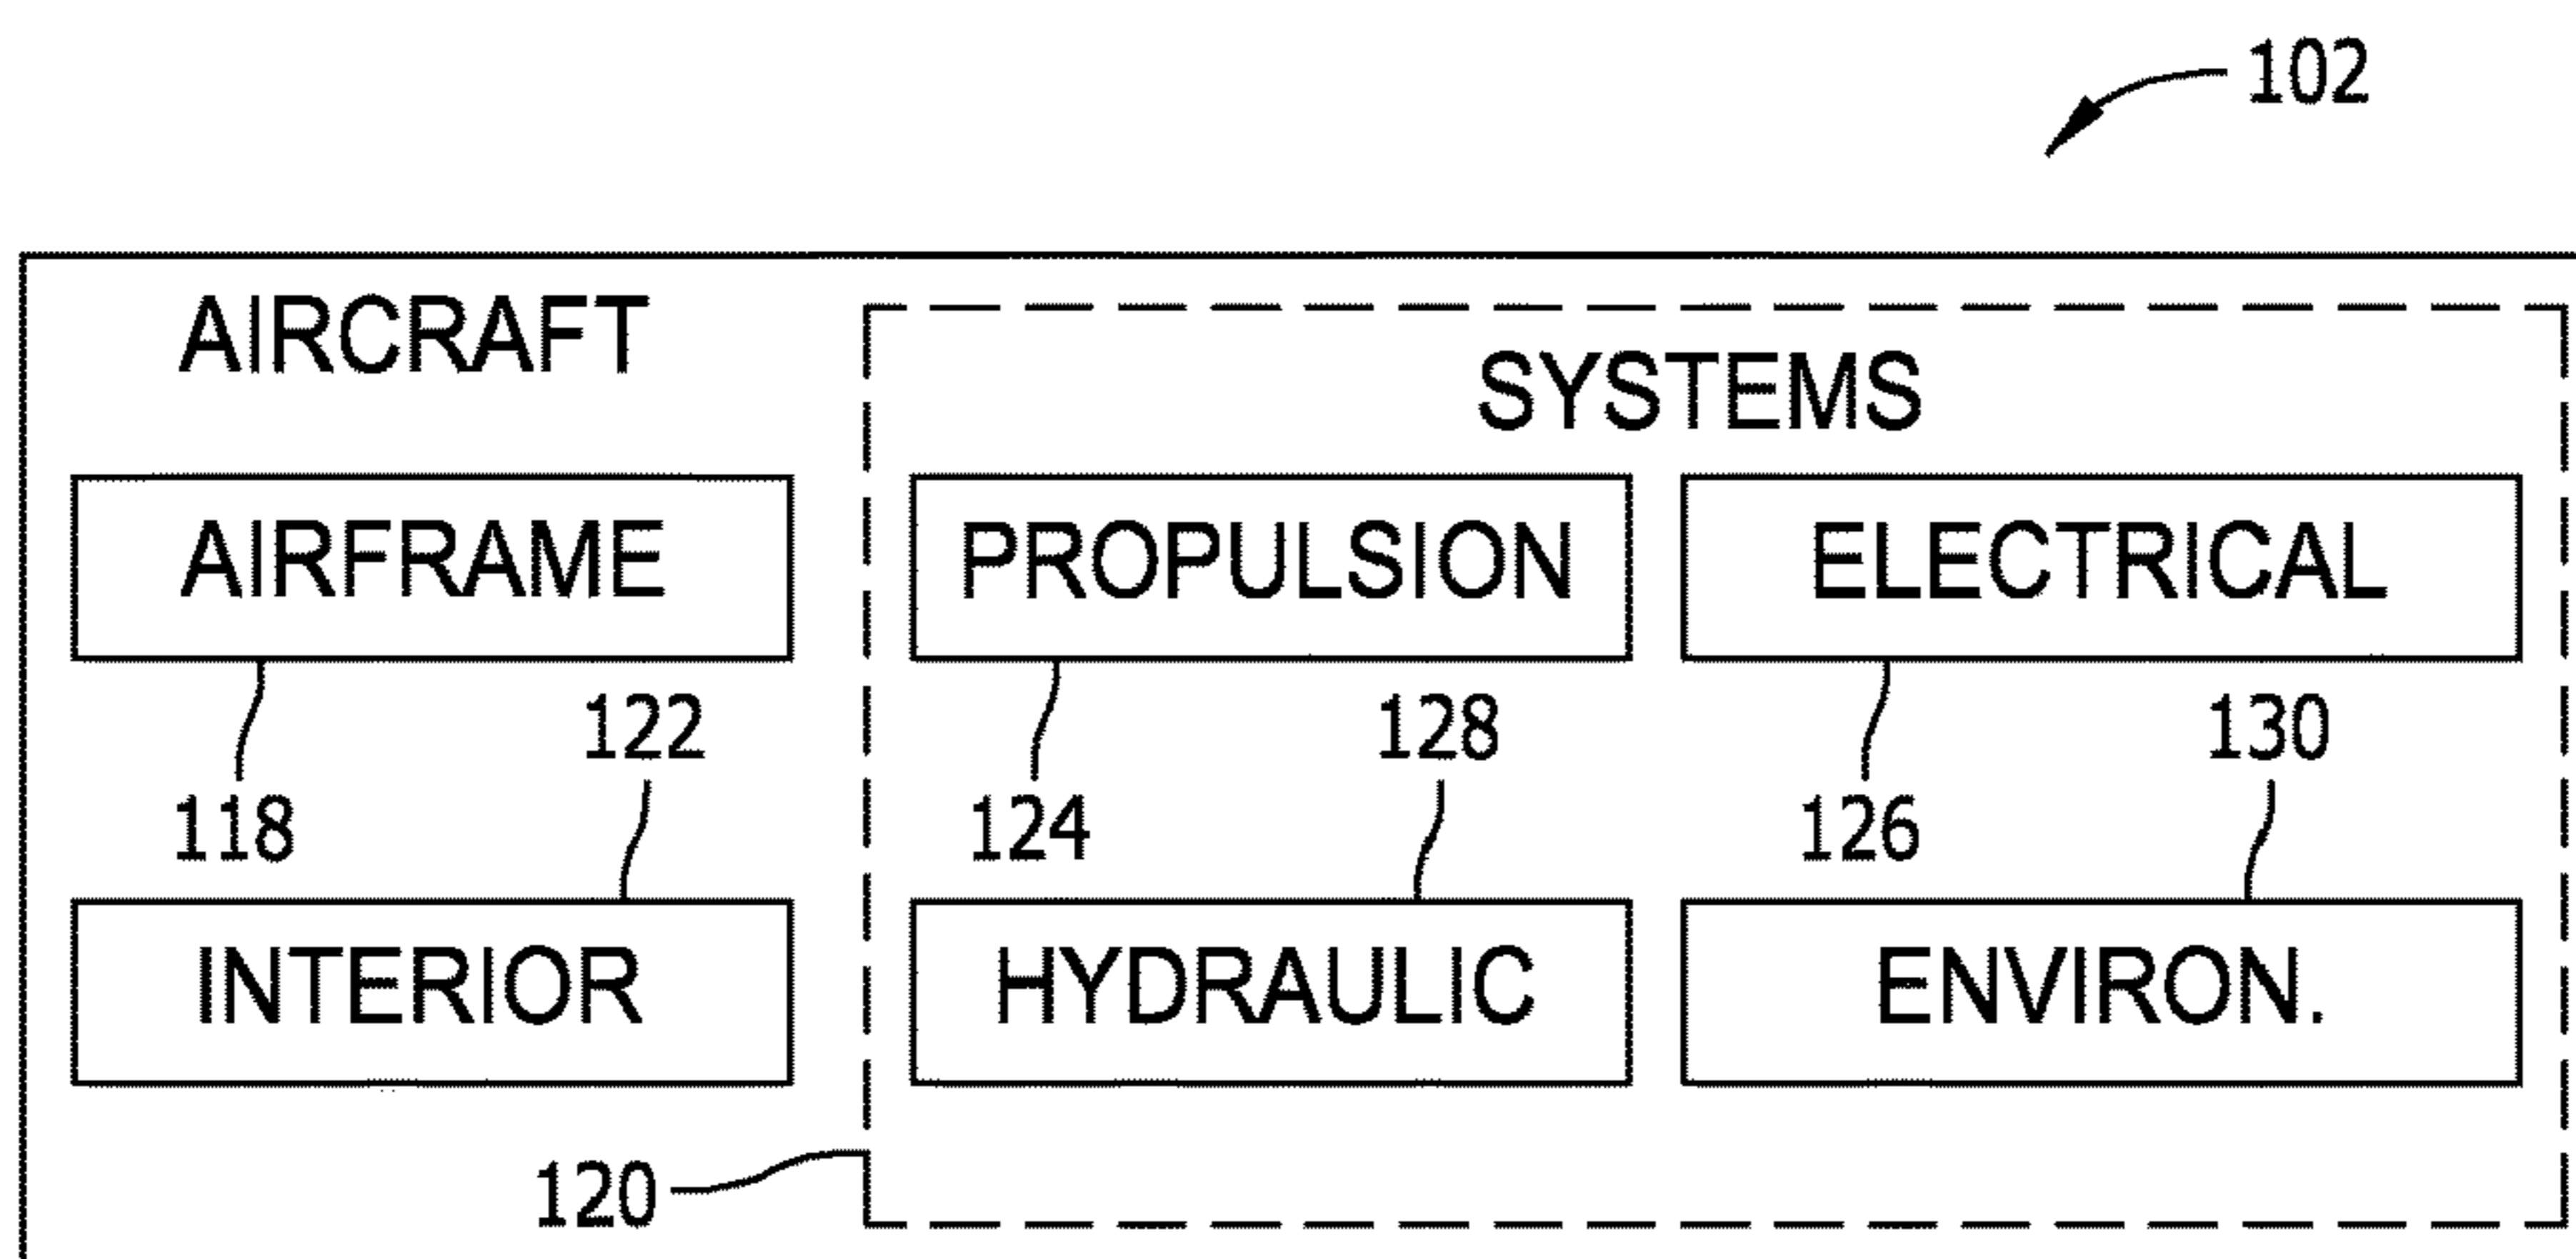 102
AIRCRAFT
SYSTEMS
AIRFRAME
PROPULSION
ELECTRICAL
122
128
130
118
124
126
INTERIOR
HYDRAULIC
ENVIRON.
120